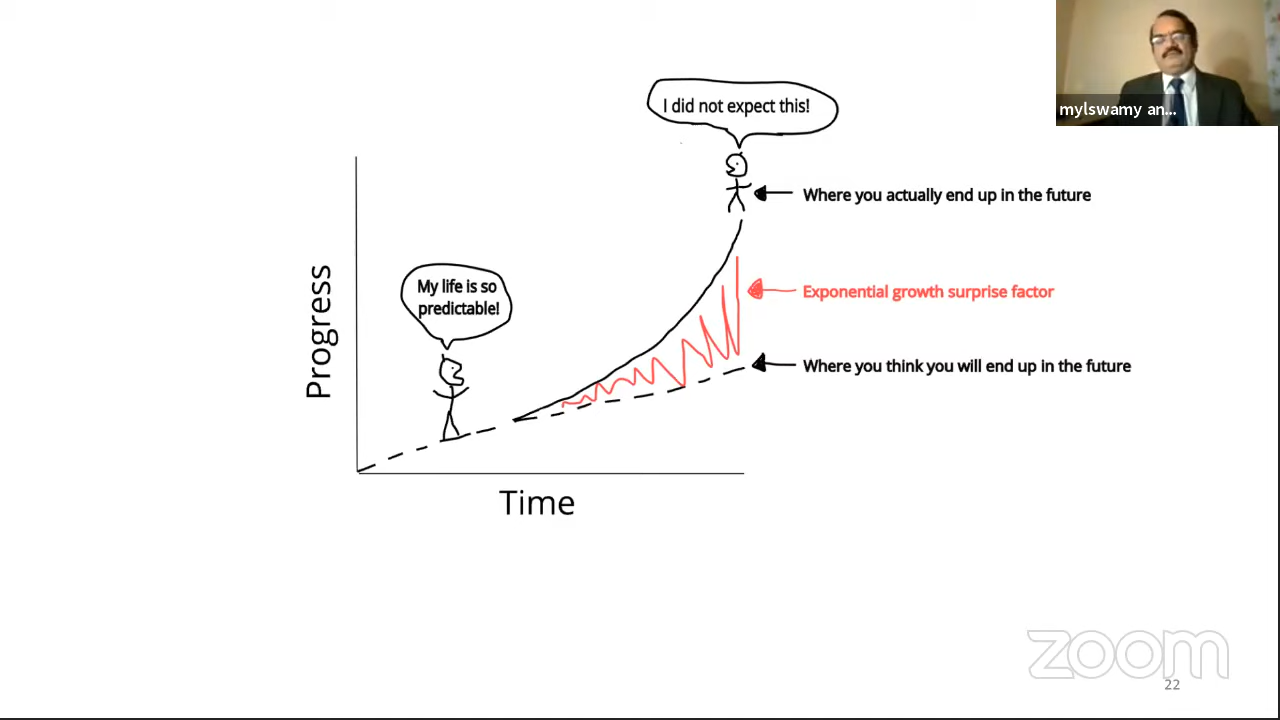 mylswamy an...
I did not expect this!
Where you actually end up in the future
My life is so
predictable!
Exponential growth surprise factor
Progress
Where you think you will end up in the future
Time
zoom
22